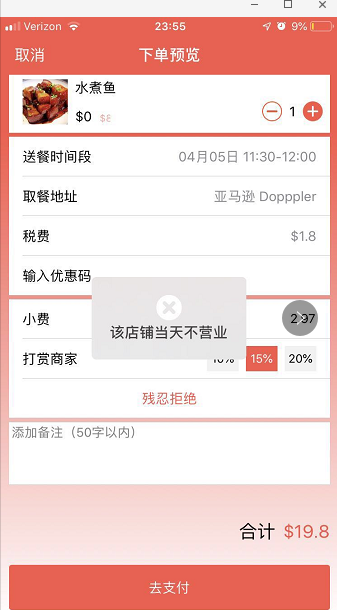 Verizon 23:55 9%
取消 下单预览
水煮鱼
$0 $8
1
送餐时间段 04月05日 11:30-12:00
取餐地址 亚马逊 Dopppler
税费 $1.8
输入优惠码
该店铺当天不营业
小费
打赏商家 10% 15% 20%
残忍拒绝
添加备注（50字以内）
合计 $19.8
去支付